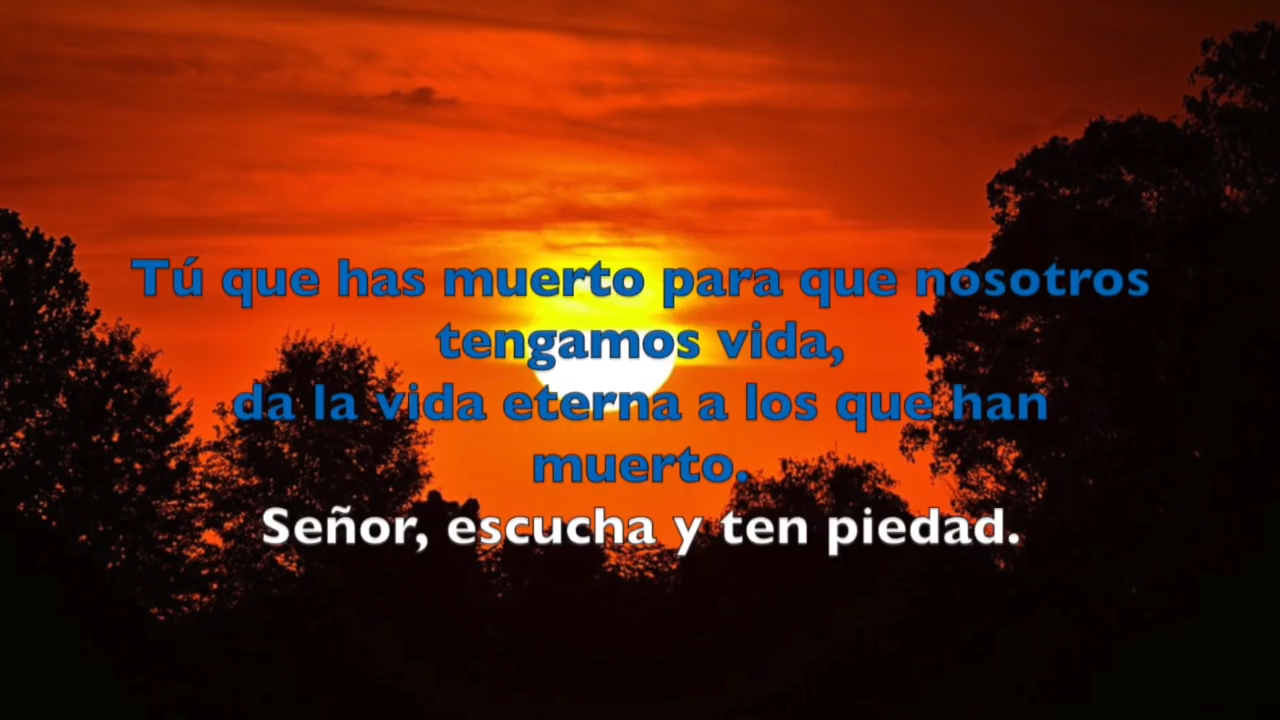 Tú que has muerto para que nosotros
tengamos vida,
da la vida eterna a los que han
muerto.
Señor, escucha y ten piedad.